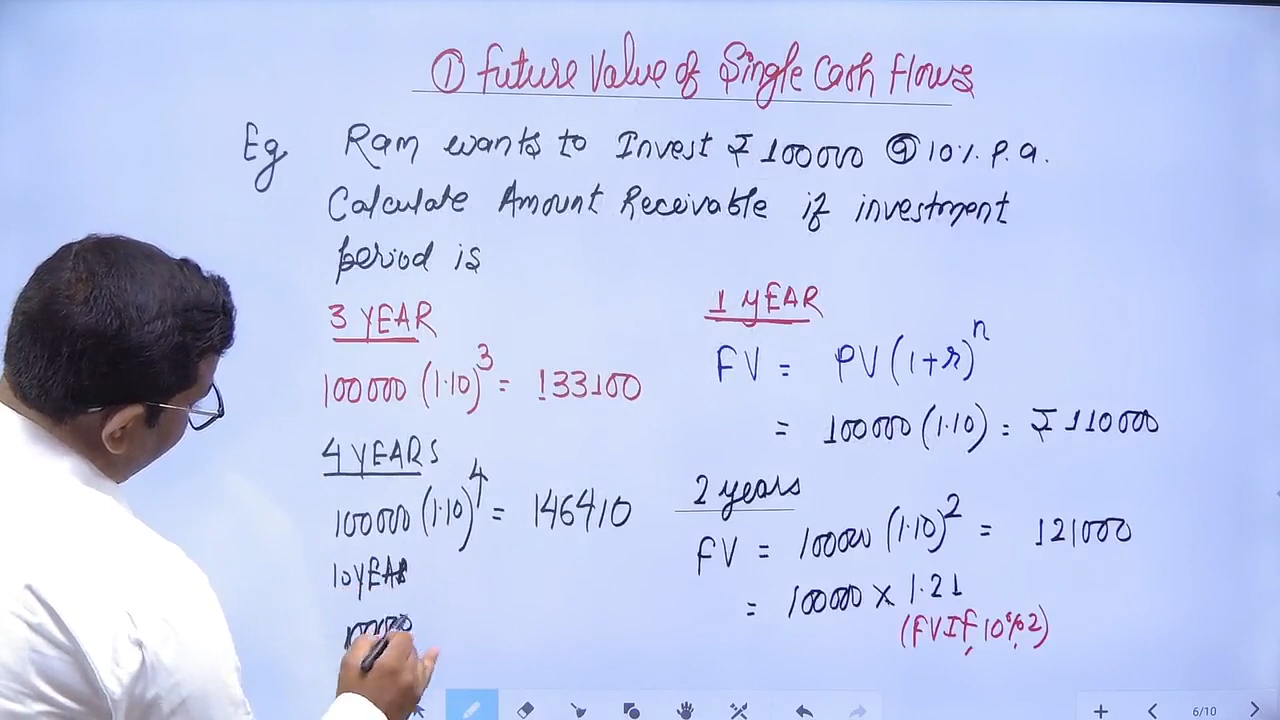 ① Future Value of Single Cash Flows
Eg Ram wants to Invest ₹ 100000 @ 10% P.a.
Calculate Amount Receivable if investment
period is
3 YEAR
100000 (1.10)^3 = 133100
4 YEARS
100000 (1.10)^4 = 146410
10 YEAR
1 YEAR
FV = PV (1+r)^n
= 100000 (1.10) = ₹ 110000
2 years
FV = 100000 (1.10)^2 = 121000
= 100000 × 1.21
(FVIF, 10%, 2)
6/10